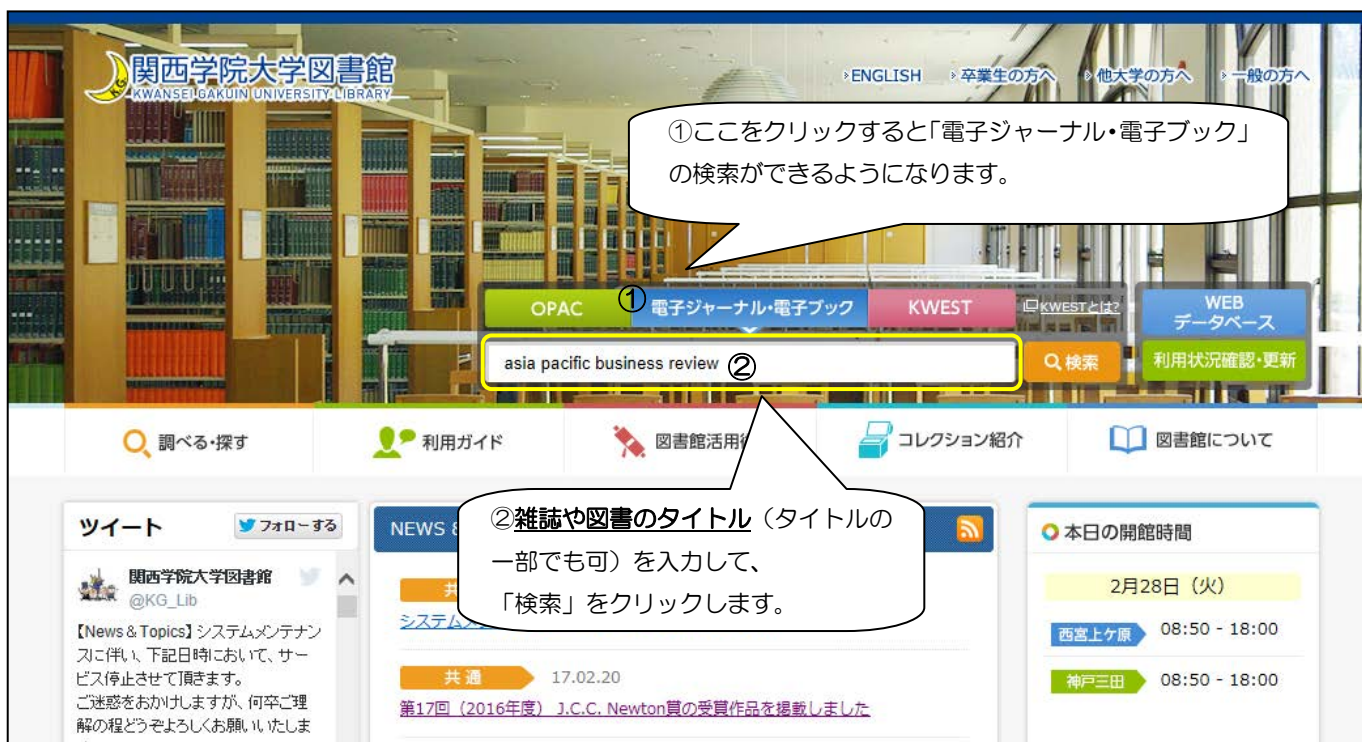 関西学院大学図書館
KWANSEI GAKUIN UNIVERSITY LIBRARY
ENGLISH 卒業生の方へ 他大学の方へ 一般の方へ
①ここをクリックすると「電子ジャーナル・電子ブック」
の検索ができるようになります。
OPAC ① 電子ジャーナル・電子ブック KWEST KWESTとは?
WEB
データベース
asia pacific business review ② 検索 利用状況確認・更新
調べる・探す 利用ガイド 図書館活用 コレクション紹介 図書館について
ツイート フォローする
関西学院大学図書館
@KG_Lib
【News & Topics】システムメンテナン
スに伴い、下記日時において、サー
ビス停止させて頂きます。
ご迷惑をおかけしますが、何卒ご理
解の程どうぞよろしくお願いいたしま
NEWS
②雑誌や図書のタイトル（タイトルの
一部でも可）を入力して、
「検索」をクリックします。
共
システム
共通 17.02.20
第17回（2016年度） J.C.C. Newton賞の受賞作品を掲載しました
本日の開館時間
2月28日（火）
西宮上ケ原 08:50 - 18:00
神戸三田 08:50 - 18:00